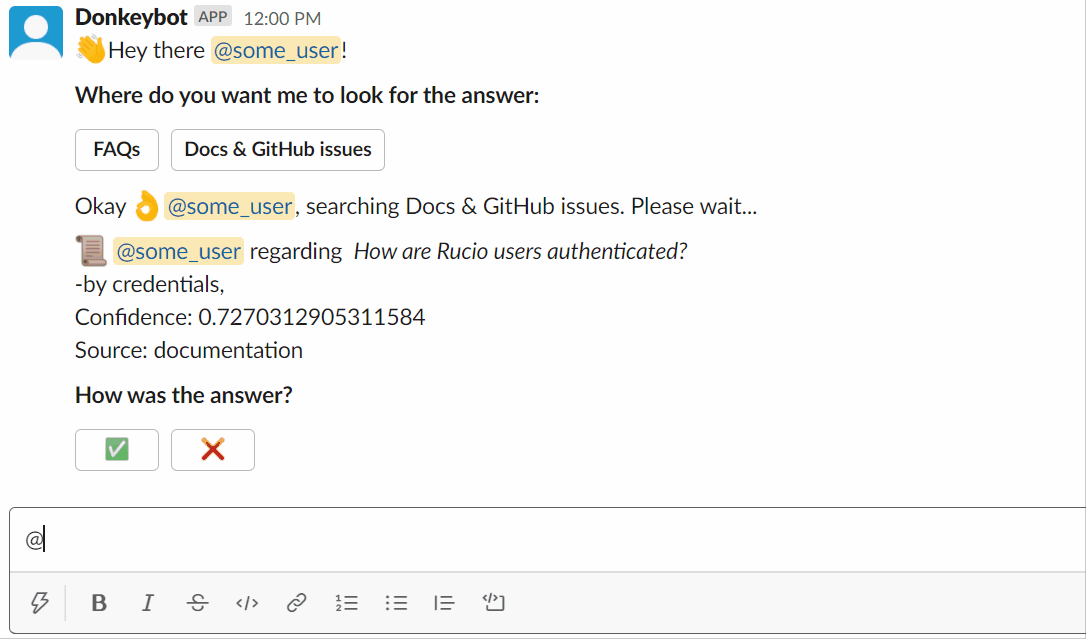 Donkeybot APP 12:00 PM
👋Hey there @some_user!
Where do you want me to look for the answer:
FAQs Docs & GitHub issues
Okay 👌 @some_user, searching Docs & GitHub issues. Please wait...
📜 @some_user regarding How are Rucio users authenticated?
-by credentials,
Confidence: 0.7270312905311584
Source: documentation
How was the answer?
@
B I S </>